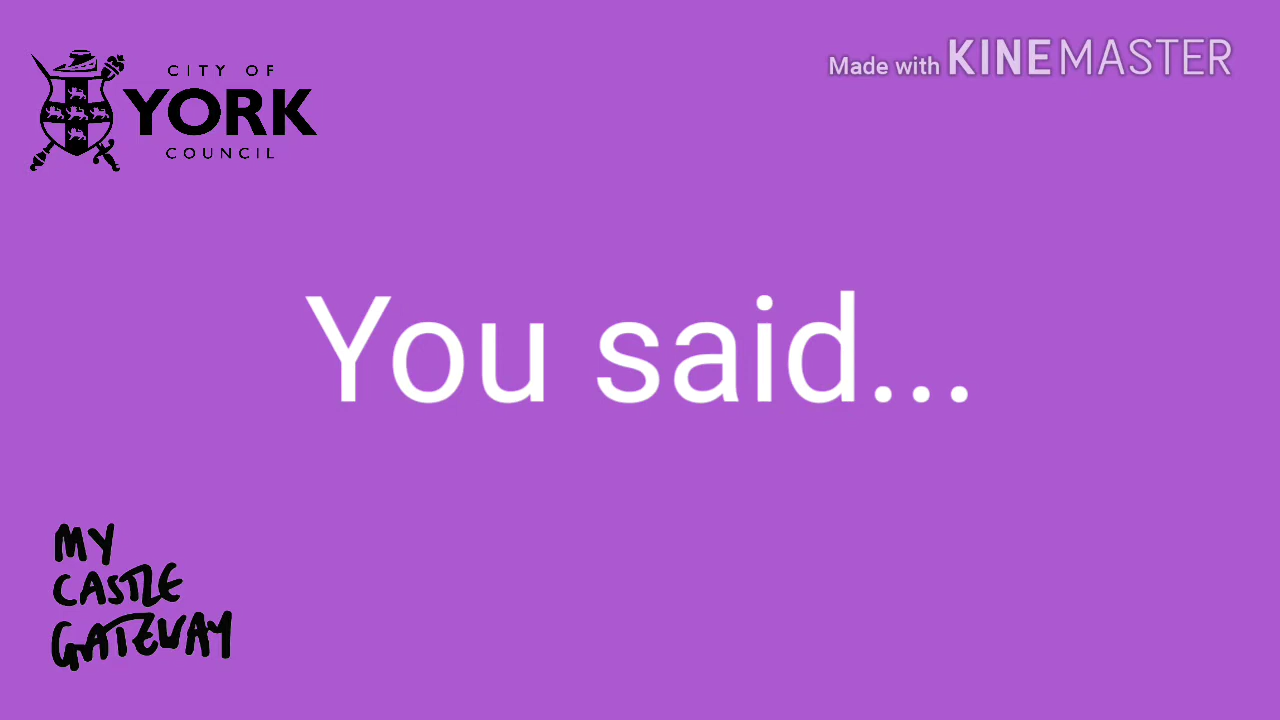 CITY OF
YORK
COUNCIL
Made with KINEMASTER
You said...
MY
CASTLE
GATEWAY